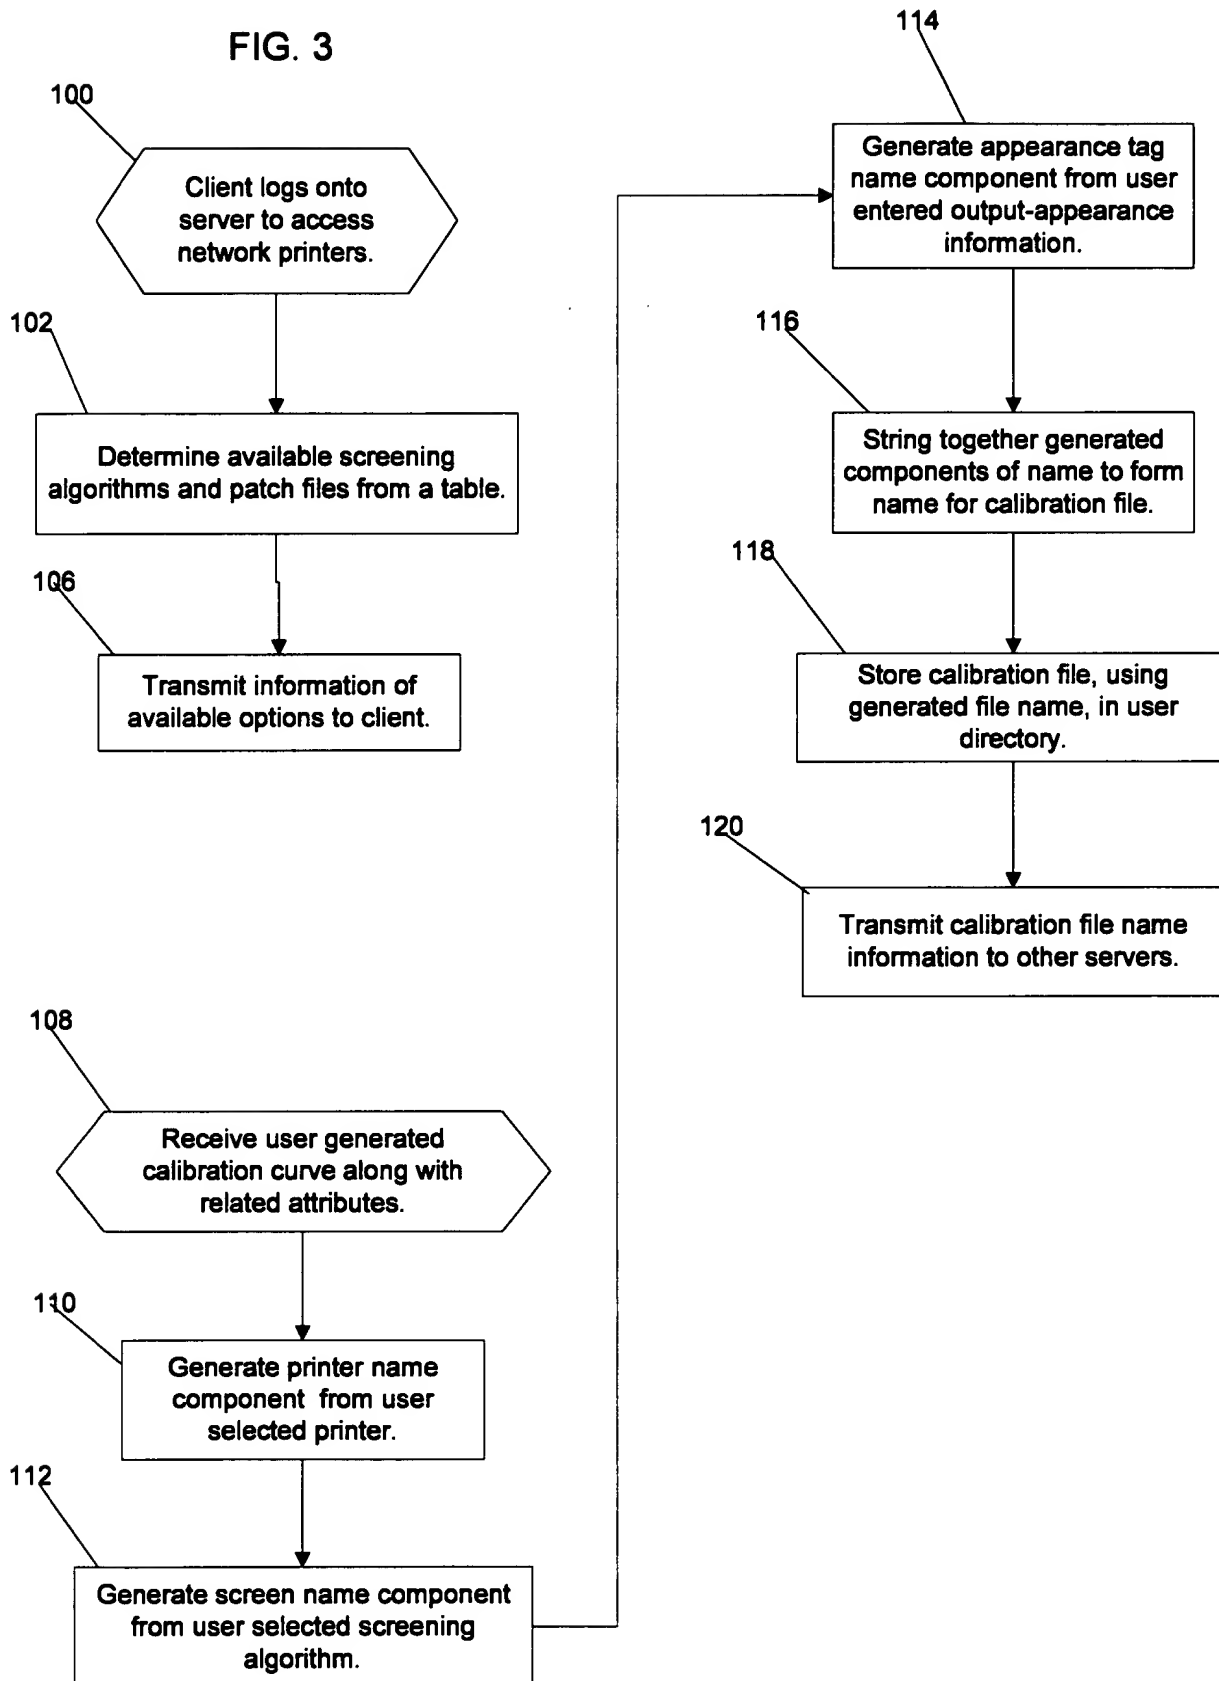 FIG. 3
100
Client logs onto
server to access
network printers.
102
Determine available screening
algorithms and patch files from a table.
106
Transmit information of
available options to client.
108
Receive user generated
calibration curve along with
related attributes.
110
Generate printer name
component from user
selected printer.
112
Generate screen name component
from user selected screening
algorithm.
114
Generate appearance tag
name component from user
entered output-appearance
information.
116
String together generated
components of name to form
name for calibration file.
118
Store calibration file, using
generated file name, in user
directory.
120
Transmit calibration file name
information to other servers.